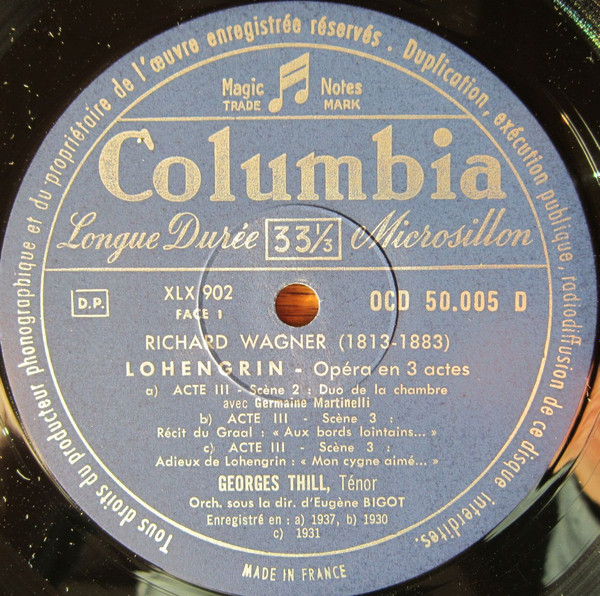 Tous droits du producteur phonographique et du propriétaire de l'œuvre enregistrée réservés. Duplication, exécution publique, radiodiffusion de ce disque interdites.
Magic Notes
TRADE MARK
Columbia
Longue Durée 33⅓ Microsillon
D.P. XLX 902 OCD 50.005 D
FACE 1
RICHARD WAGNER (1813-1883)
LOHENGRIN - Opéra en 3 actes
a) ACTE III - Scène 2 : Duo de la chambre
avec Germaine Martinelli
b) ACTE III - Scène 3 :
Récit du Graal : « Aux bords lointains... »
c) ACTE III - Scène 3 :
Adieux de Lohengrin : « Mon cygne aimé... »
GEORGES THILL, Ténor
Orch. sous la dir. d'Eugène BIGOT
Enregistré en : a) 1937, b) 1930
c) 1931
MADE IN FRANCE